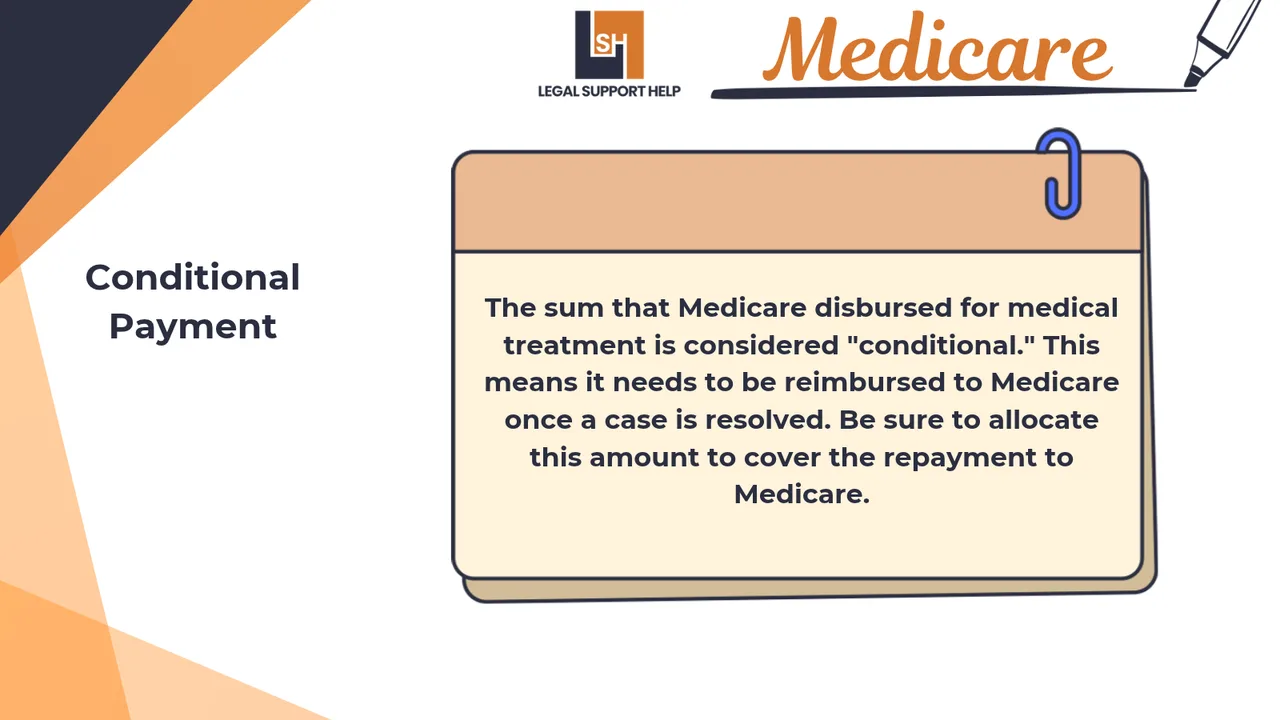 SH
LEGAL SUPPORT HELP
Medicare
Conditional
Payment
The sum that Medicare disbursed for medical
treatment is considered "conditional." This
means it needs to be reimbursed to Medicare
once a case is resolved. Be sure to allocate
this amount to cover the repayment to
Medicare.